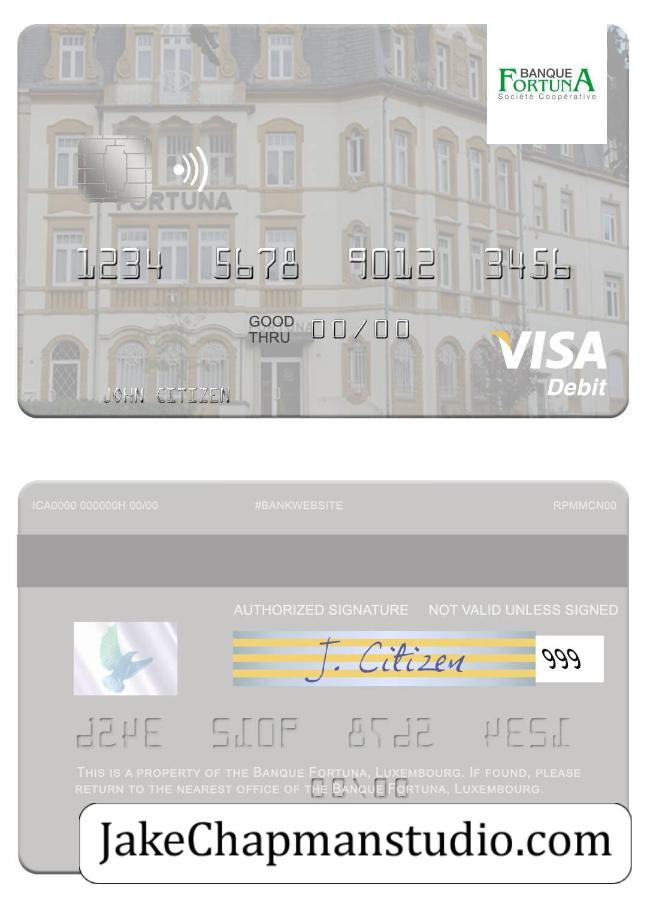 BANQUE
FORTUNA
Société Coopérative
FORTUNA
1234 5678 9012 3456
GOOD
THRU 00/00
VISA
Debit
JOHN CITIZEN
ICA0000 000000H 00/00 #BANKWEBSITE RPMMCN00
AUTHORIZED SIGNATURE NOT VALID UNLESS SIGNED
J. Citizen 999
THIS IS A PROPERTY OF THE BANQUE FORTUNA, LUXEMBOURG. IF FOUND, PLEASE
RETURN TO THE NEAREST OFFICE OF THE BANQUE FORTUNA, LUXEMBOURG.
JakeChapmanstudio.com